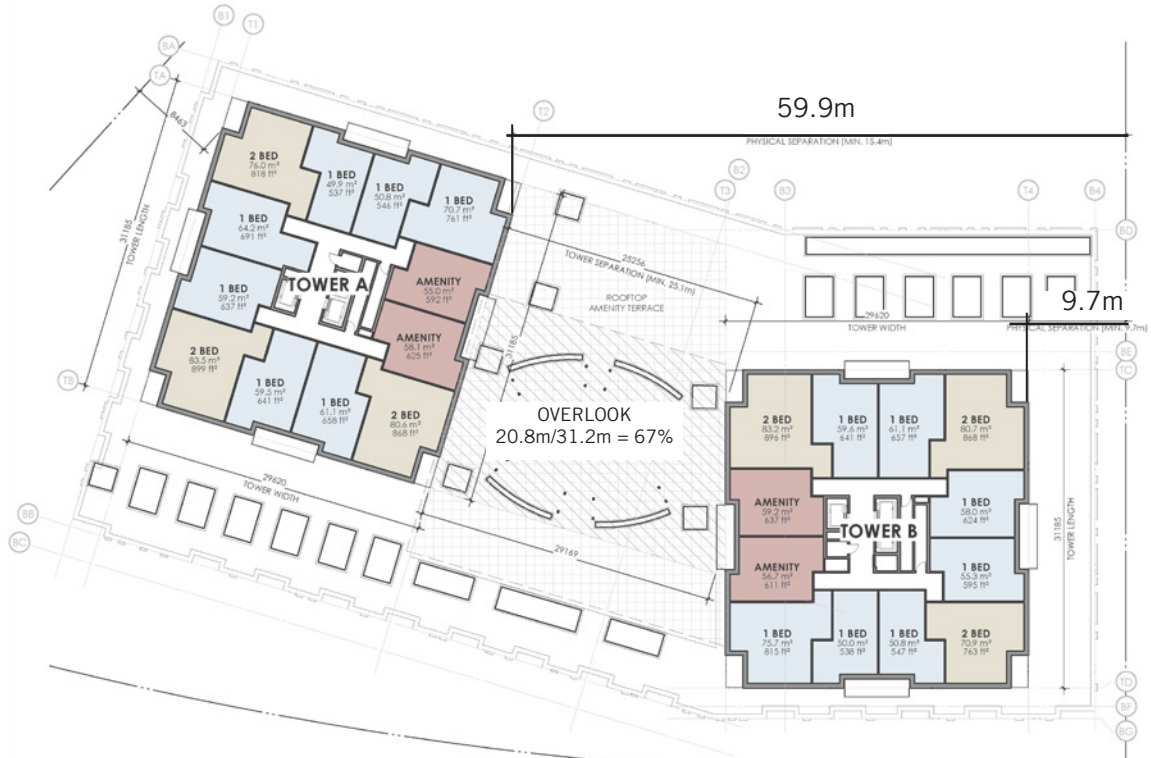 B1
T1
BA
TA
T2
8463
59.9m
PHYSICAL SEPARATION (MIN. 15.4m)
B2
T3
B3
T4
B4
BD
31185
TOWER LENGTH
2 BED
76.0 m²
818 ft²
1 BED
49.9 m²
537 ft²
1 BED
50.8 m²
546 ft²
1 BED
70.7 m²
761 ft²
1 BED
64.2 m²
691 ft²
TOWER A
AMENITY
55.0 m²
592 ft²
1 BED
59.2 m²
637 ft²
AMENITY
58.1 m²
625 ft²
2 BED
83.5 m²
899 ft²
1 BED
59.5 m²
641 ft²
1 BED
61.1 m²
658 ft²
2 BED
80.6 m²
868 ft²
25256
TOWER SEPARATION (25.1m)
ROOFTOP
AMENITY TERRACE
31185
9.7m
29620
TOWER WIDTH
PHYSICAL SEPARATION (MIN. 9.7m)
BE
TC
TB
OVERLOOK
20.8m/31.2m = 67%
29620
TOWER WIDTH
29169
BB
BC
2 BED
83.2 m²
896 ft²
1 BED
59.6 m²
641 ft²
1 BED
61.1 m²
657 ft²
2 BED
80.7 m²
868 ft²
AMENITY
59.2 m²
637 ft²
TOWER B
1 BED
58.0 m²
624 ft²
AMENITY
56.7 m²
611 ft²
1 BED
55.3 m²
595 ft²
1 BED
75.7 m²
815 ft²
1 BED
50.0 m²
538 ft²
1 BED
50.8 m²
547 ft²
2 BED
70.9 m²
763 ft²
31185
TOWER LENGTH
TD
BF
BG